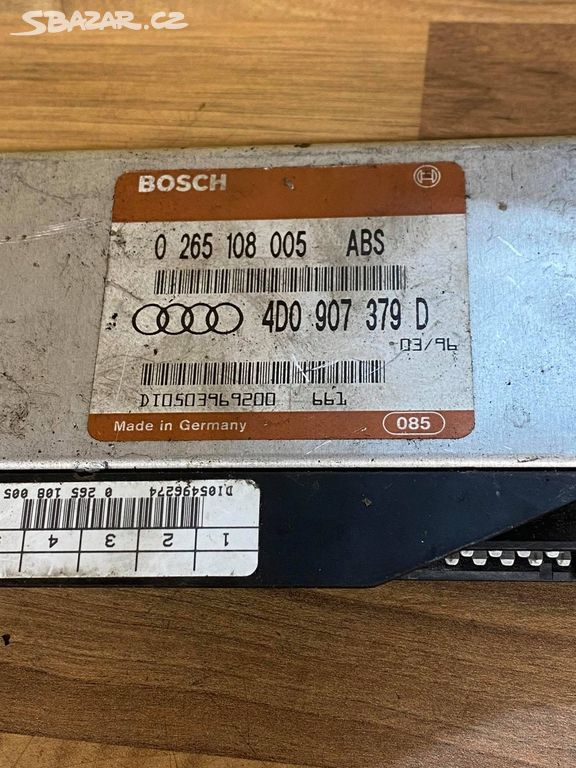 SBAZAR.CZ
BOSCH
0 265 108 005 ABS
4D0 907 379 D
03/96
DI0503969200 661
Made in Germany 085
DI05496274 0 265 108 005
1 2 3 4